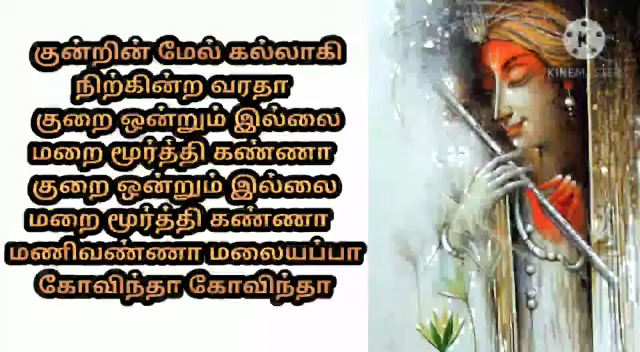 குன்றின் மேல் கல்லாகி
நிற்கின்ற வரதா
குறை ஒன்றும் இல்லை
மறை மூர்த்தி கண்ணா
குறை ஒன்றும் இல்லை
மறை மூர்த்தி கண்ணா
மணிவண்ணா மலையப்பா
கோவிந்தா கோவிந்தா
K
KINEMASTER